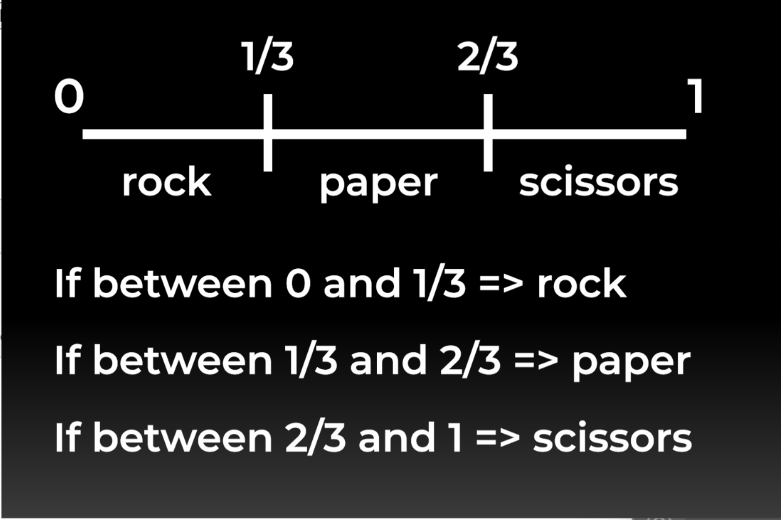 1/3 2/3
0 1
rock paper scissors
If between 0 and 1/3 => rock
If between 1/3 and 2/3 => paper
If between 2/3 and 1 => scissors